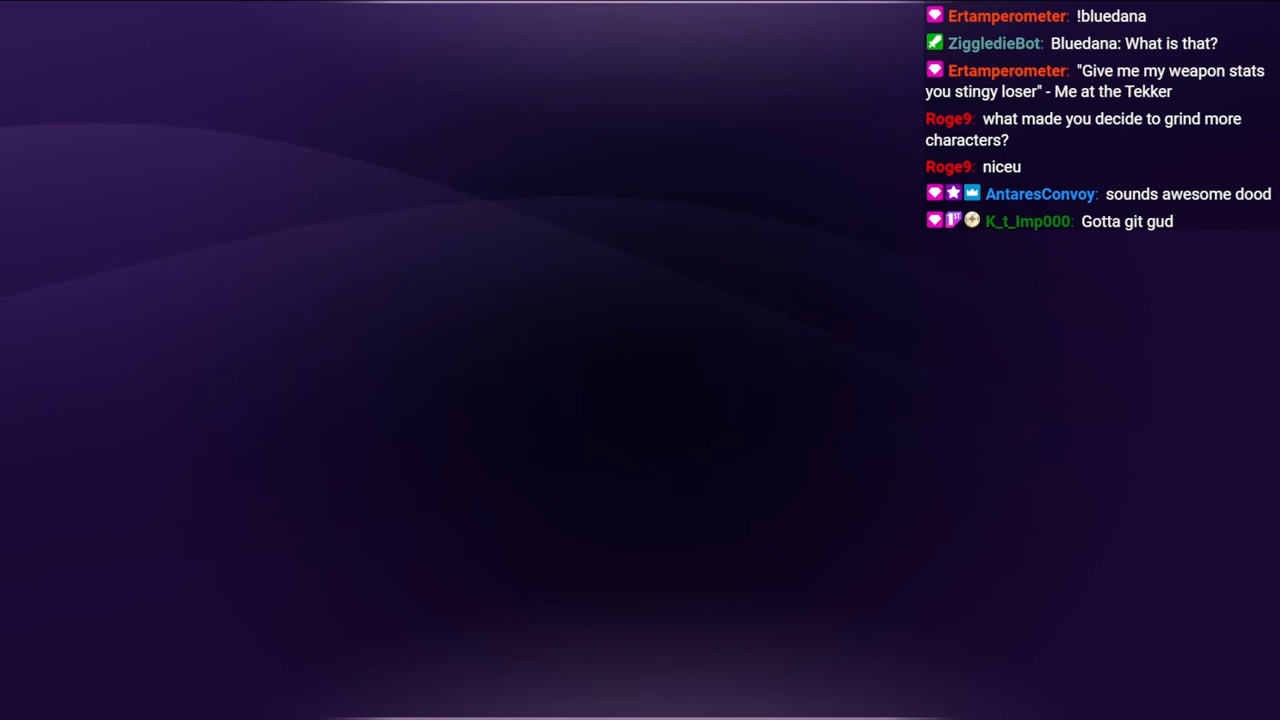 Ertamperometer: !bluedana
ZiggledieBot: Bluedana: What is that?
Ertamperometer: "Give me my weapon stats
you stingy loser" - Me at the Tekker
Roge9: what made you decide to grind more
characters?
Roge9: niceu
AntaresConvoy: sounds awesome dood
K_t_Imp000: Gotta git gud